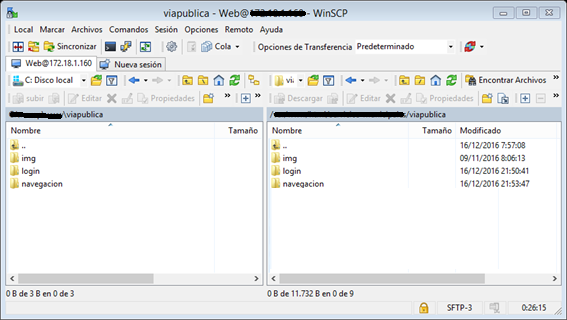 viapublica - Web@ - WinSCP
Local Marcar Archivos Comandos Sesión Opciones Remoto Ayuda
Sincronizar Cola Opciones de Transferencia Predeterminado
Web@172.18.1.160 Nueva sesión
C: Disco local Encontrar Archivos
subir Editar Propiedades Descargar Editar Propiedades
\viapublica /viapublica
Nombre Tamaño Nombre Tamaño Modificado
.. .. 16/12/2016 7:57:08
img img 09/11/2016 8:06:13
login login 16/12/2016 21:50:41
navegacion navegacion 16/12/2016 21:53:47
0 B de 3 B en 0 de 3 0 B de 11.732 B en 0 de 9
SFTP-3 0:26:15